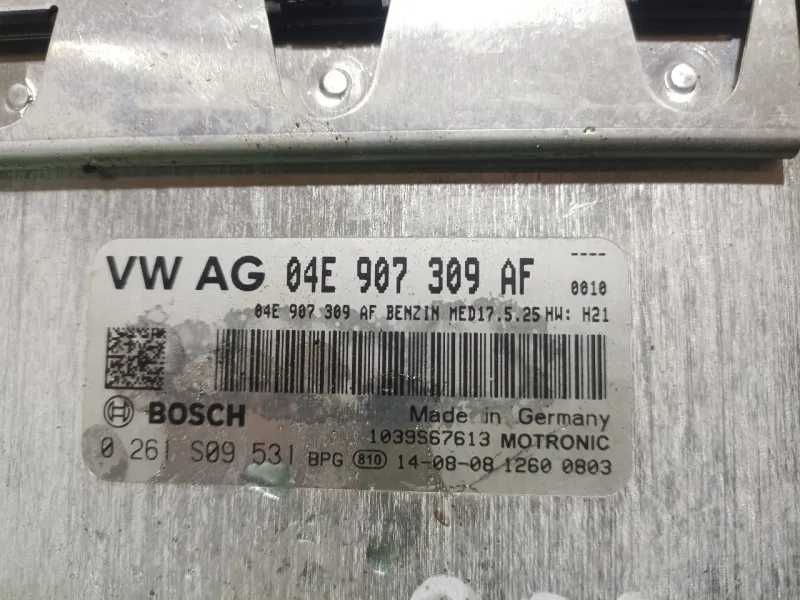 VW AG 04E 907 309 AF ---- 0010
04E 907 309 AF BENZIN MED17.5.25 HW: H21
BOSCH Made in Germany
1039S67613 MOTRONIC
0 261 S09 531 BPG 810 14-08-08 1260 0803